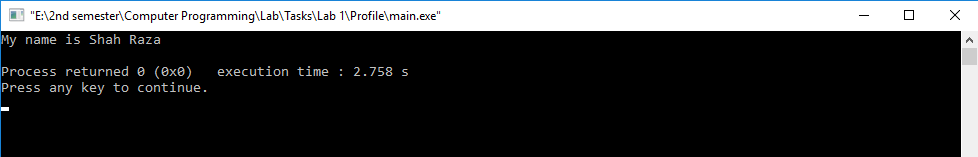 "E:\2nd semester\Computer Programming\Lab\Tasks\Lab 1\Profile\main.exe"
My name is Shah Raza
Process returned 0 (0x0)   execution time : 2.758 s
Press any key to continue.